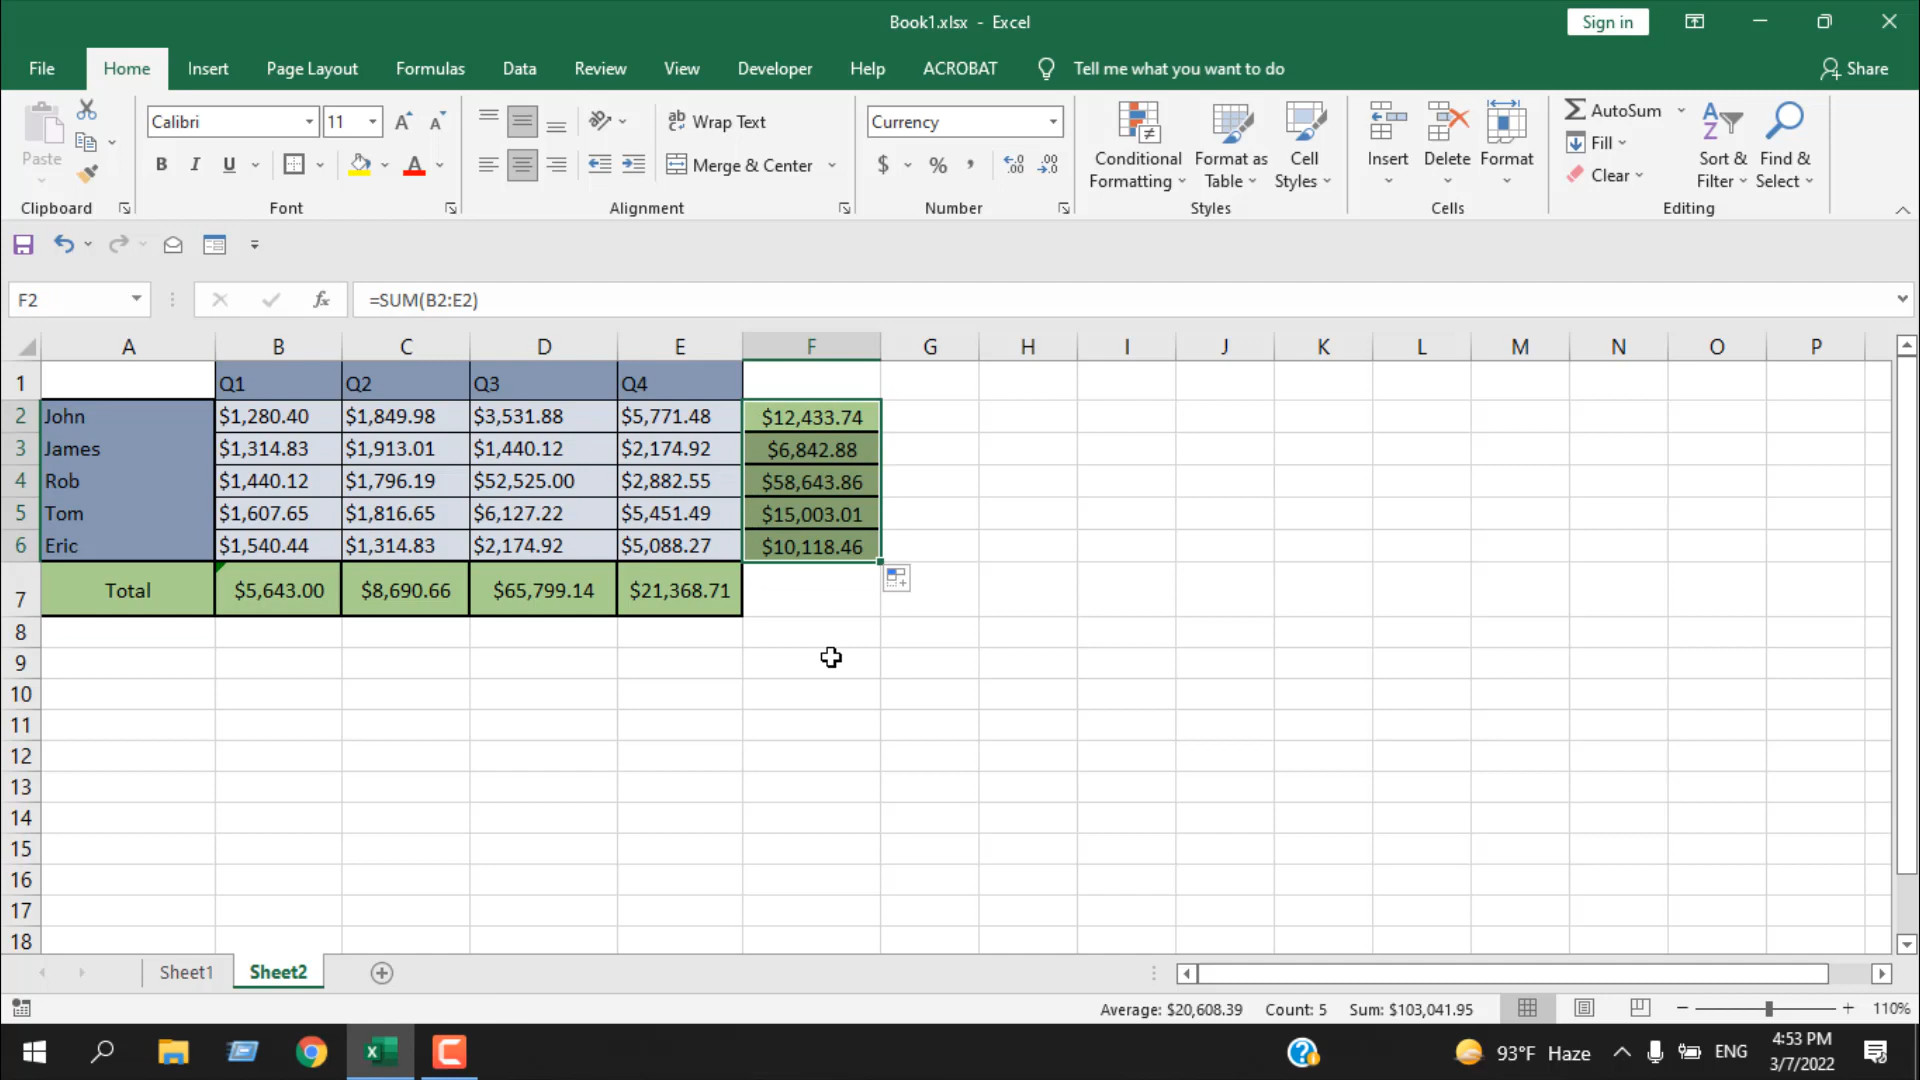 Book1.xlsx - Excel
Sign in
File Home Insert Page Layout Formulas Data Review View Developer Help ACROBAT Tell me what you want to do Share
Paste
Calibri 11
Wrap Text
Currency
Merge & Center
Conditional Formatting
Format as Table
Cell Styles
Insert Delete Format
AutoSum
Fill
Clear
Sort & Filter
Find & Select
Clipboard Font Alignment Number Styles Cells Editing
F2 fx =SUM(B2:E2)
A B C D E F G H I J K L M N O P
1 Q1 Q2 Q3 Q4
2 John $1,280.40 $1,849.98 $3,531.88 $5,771.48 $12,433.74
3 James $1,314.83 $1,913.01 $1,440.12 $2,174.92 $6,842.88
4 Rob $1,440.12 $1,796.19 $52,525.00 $2,882.55 $58,643.86
5 Tom $1,607.65 $1,816.65 $6,127.22 $5,451.49 $15,003.01
6 Eric $1,540.44 $1,314.83 $2,174.92 $5,088.27 $10,118.46
7 Total $5,643.00 $8,690.66 $65,799.14 $21,368.71
8
9
10
11
12
13
14
15
16
17
18
Sheet1 Sheet2
Average: $20,608.39 Count: 5 Sum: $103,041.95 110%
93°F Haze ENG 4:53 PM
3/7/2022